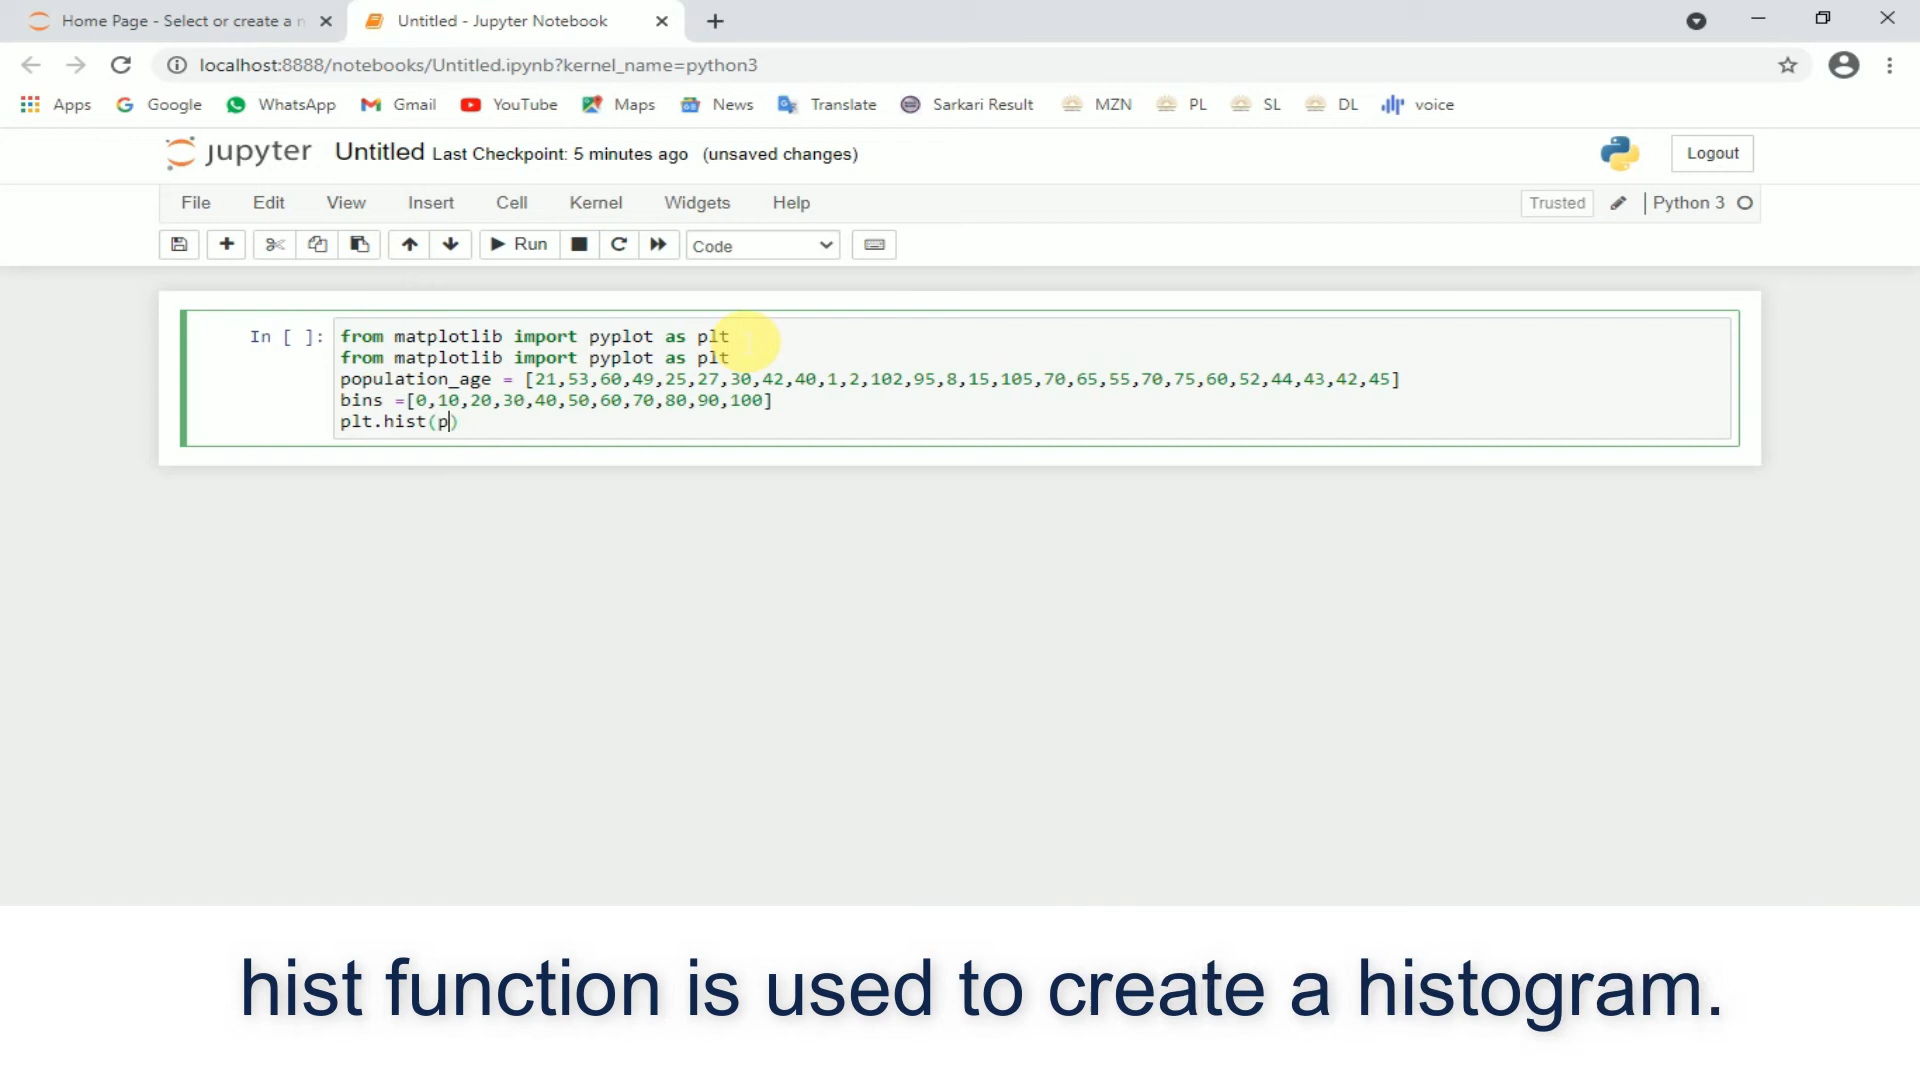 Home Page - Select or create a n
Untitled - Jupyter Notebook
localhost:8888/notebooks/Untitled.ipynb?kernel_name=python3
Apps Google WhatsApp Gmail YouTube Maps News Translate Sarkari Result MZN PL SL DL voice
jupyter Untitled Last Checkpoint: 5 minutes ago (unsaved changes) Logout
File Edit View Insert Cell Kernel Widgets Help Trusted Python 3
Run Code
In [ ]: from matplotlib import pyplot as plt
from matplotlib import pyplot as plt
population_age = [21,53,60,49,25,27,30,42,40,1,2,102,95,8,15,105,70,65,55,70,75,60,52,44,43,42,45]
bins =[0,10,20,30,40,50,60,70,80,90,100]
plt.hist(p)
hist function is used to create a histogram.